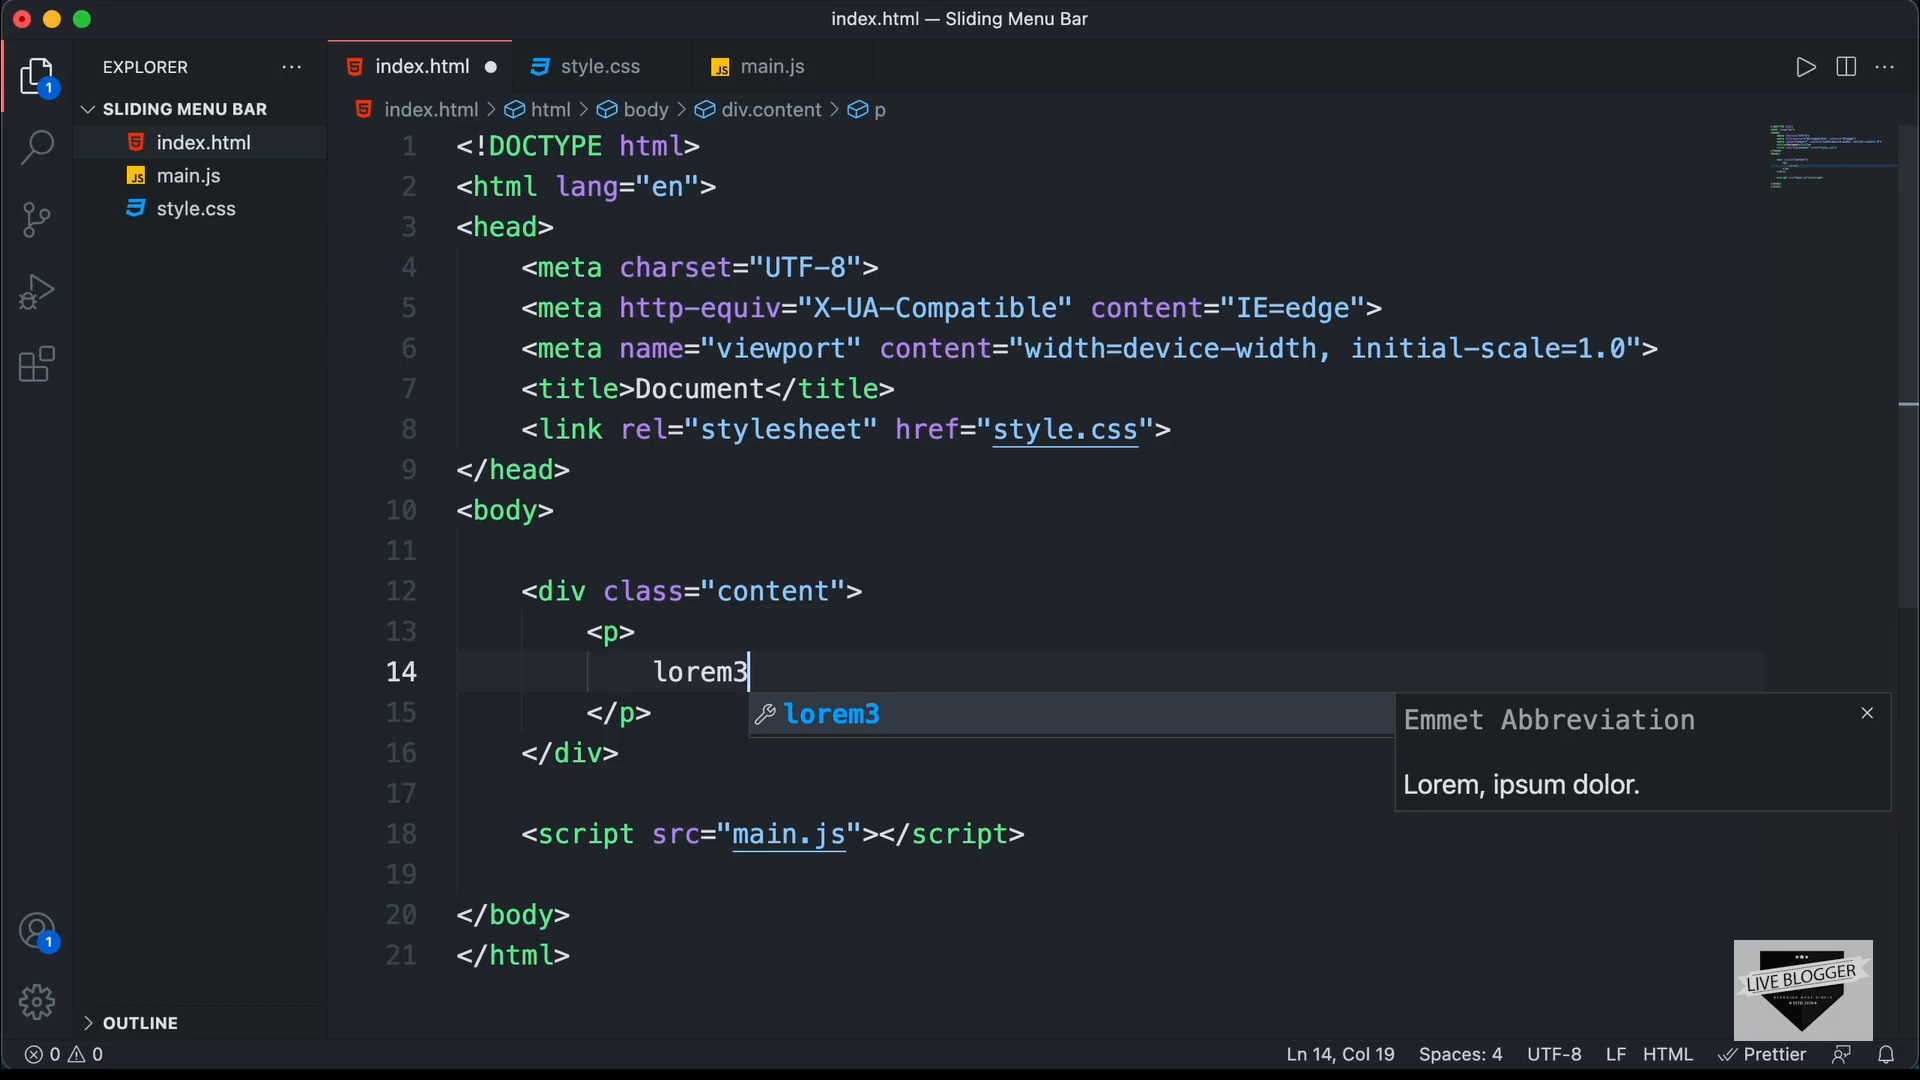 index.html — Sliding Menu Bar
EXPLORER
SLIDING MENU BAR
index.html
main.js
style.css
OUTLINE
index.html
style.css
main.js
index.html > html > body > div.content > p
1 <!DOCTYPE html>
2 <html lang="en">
3 <head>
4 <meta charset="UTF-8">
5 <meta http-equiv="X-UA-Compatible" content="IE=edge">
6 <meta name="viewport" content="width=device-width, initial-scale=1.0">
7 <title>Document</title>
8 <link rel="stylesheet" href="style.css">
9 </head>
10 <body>
11
12 <div class="content">
13 <p>
14 lorem3
15 </p>
16 </div>
17
18 <script src="main.js"></script>
19
20 </body>
21 </html>
lorem3
Emmet Abbreviation
Lorem, ipsum dolor.
1
1
LIVE BLOGGER
0 0
Ln 14, Col 19 Spaces: 4 UTF-8 LF HTML Prettier